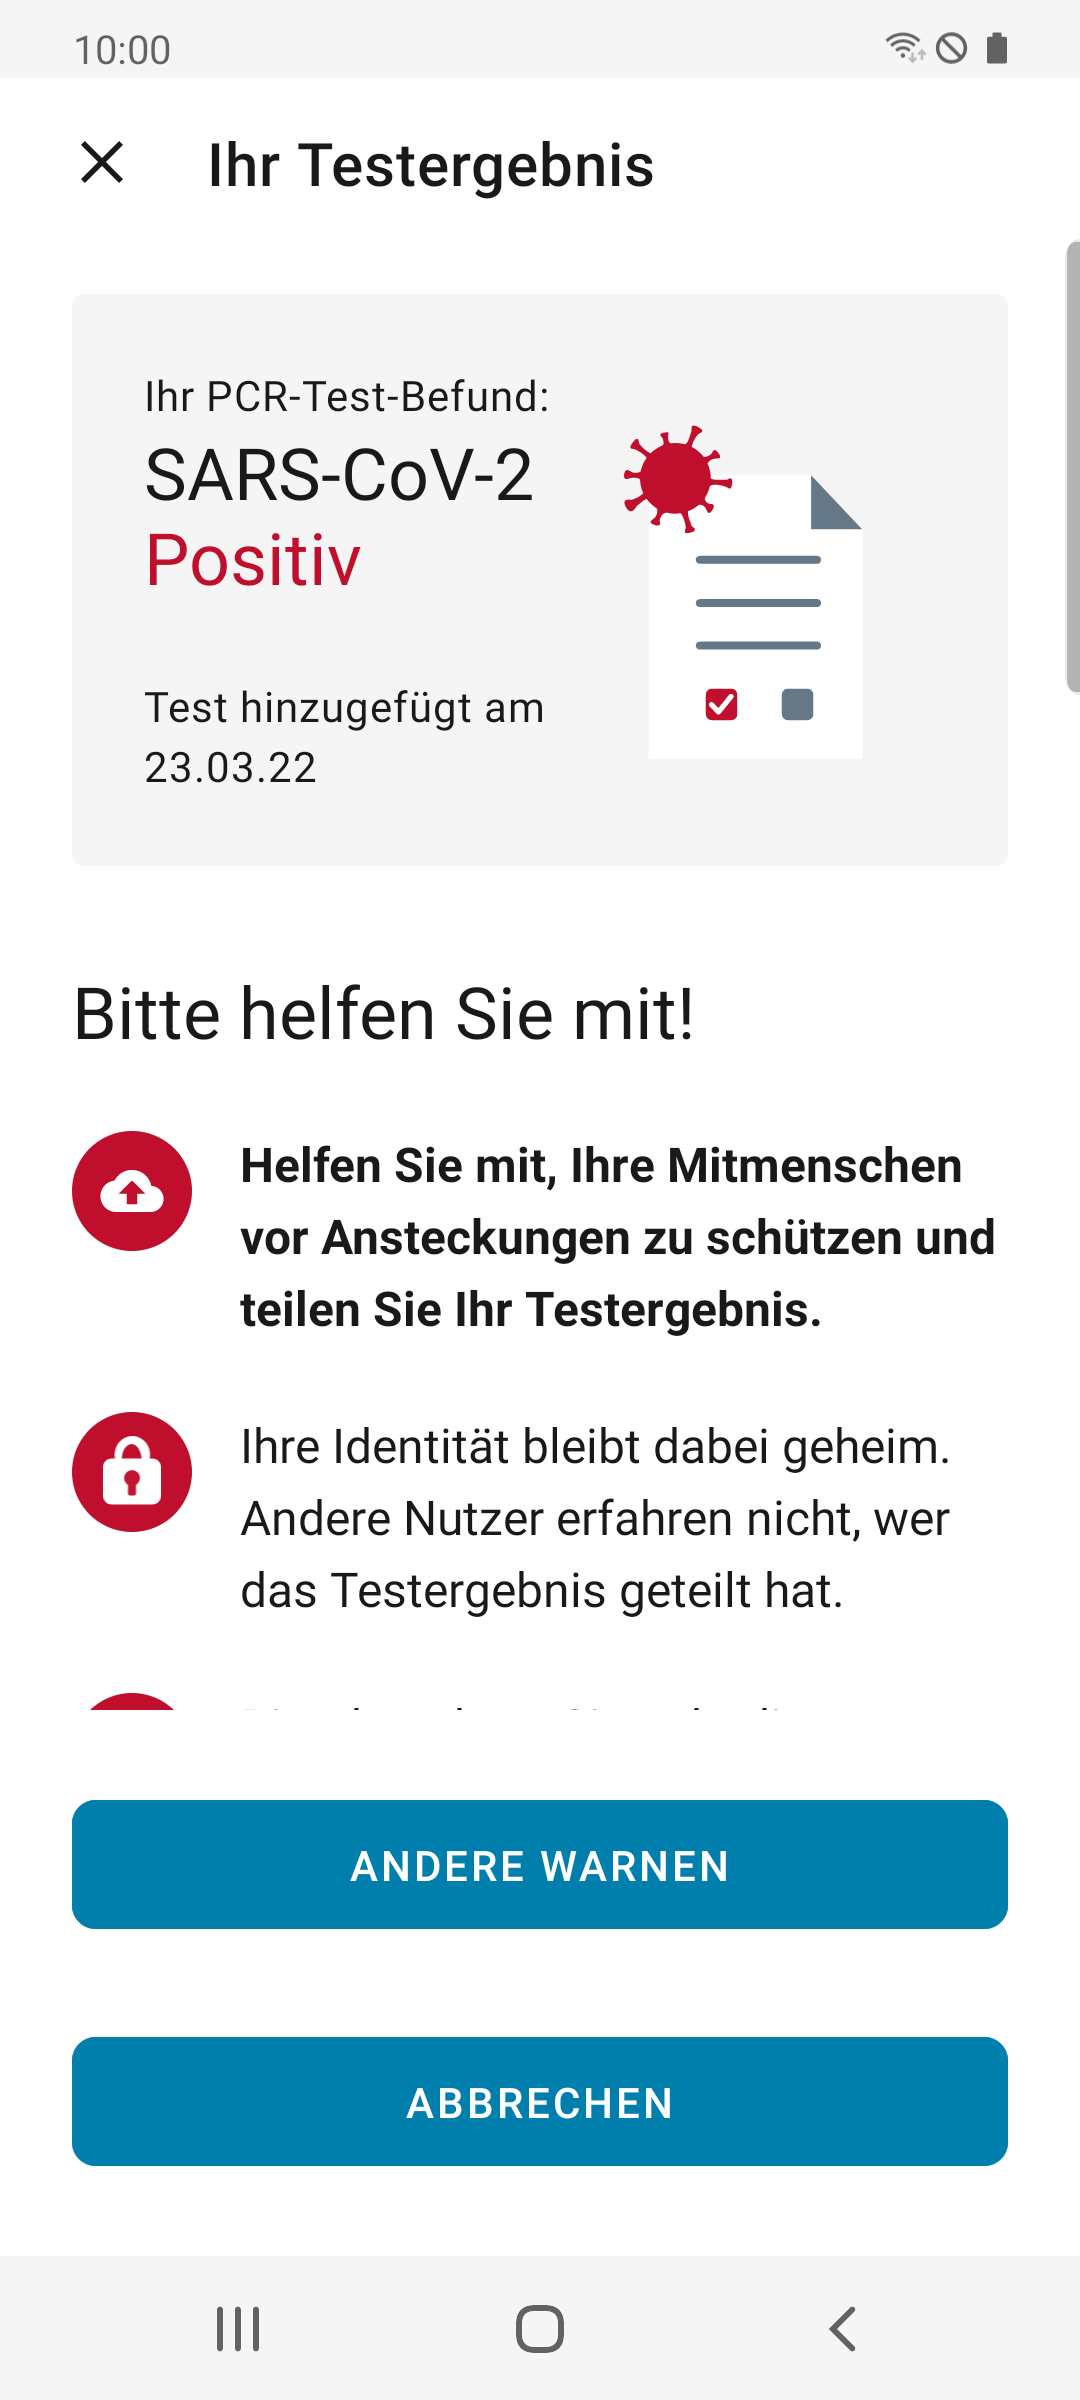 10:00
Ihr Testergebnis
Ihr PCR-Test-Befund:
SARS-CoV-2
Positiv
Test hinzugefügt am
23.03.22
Bitte helfen Sie mit!
Helfen Sie mit, Ihre Mitmenschen
vor Ansteckungen zu schützen und
teilen Sie Ihr Testergebnis.
Ihre Identität bleibt dabei geheim.
Andere Nutzer erfahren nicht, wer
das Testergebnis geteilt hat.
ANDERE WARNEN
ABBRECHEN